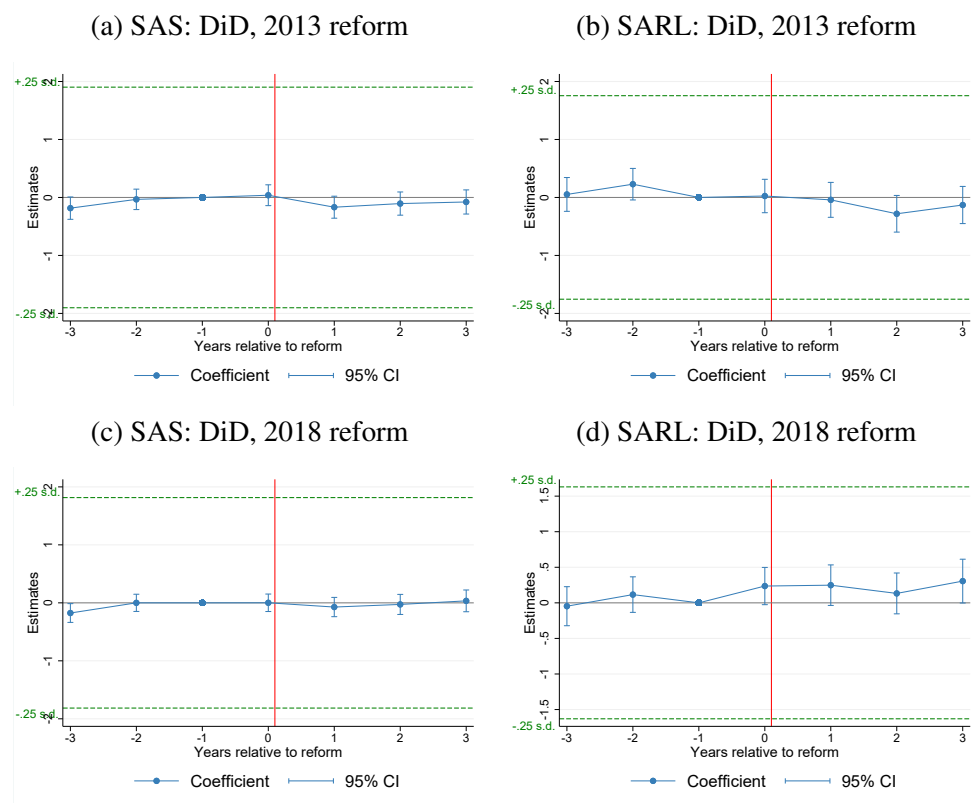 (a) SAS: DiD, 2013 reform
+.25 s.d.
2
1
0
-1
-2
-.25 s.d.
Estimates
-3 -2 -1 0 1 2 3
Years relative to reform
Coefficient 95% CI
(b) SARL: DiD, 2013 reform
+.25 s.d.
2
1
0
-1
-2
-.25 s.d.
Estimates
-3 -2 -1 0 1 2 3
Years relative to reform
Coefficient 95% CI
(c) SAS: DiD, 2018 reform
+.25 s.d.
2
1
0
-1
-2
-.25 s.d.
Estimates
-3 -2 -1 0 1 2 3
Years relative to reform
Coefficient 95% CI
(d) SARL: DiD, 2018 reform
+.25 s.d.
1.5
1
.5
0
-.5
-1
-1.5
-.25 s.d.
Estimates
-3 -2 -1 0 1 2 3
Years relative to reform
Coefficient 95% CI